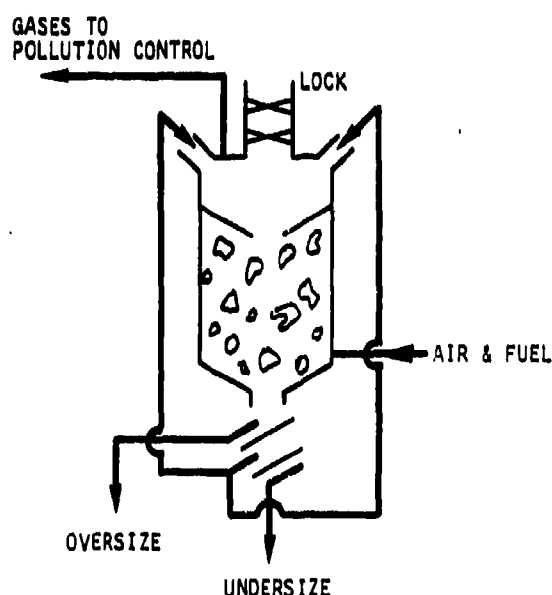 GASES TO
POLLUTION CONTROL
LOCK
AIR & FUEL
OVERSIZE
UNDERSIZE